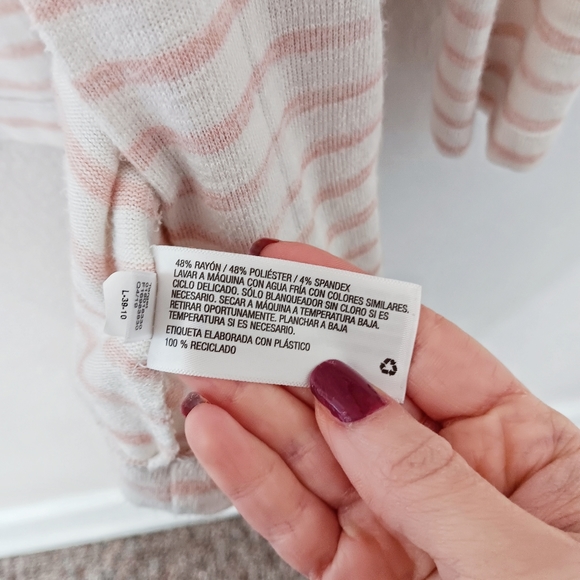 48% RAYÓN / 48% POLIÉSTER / 4% SPANDEX
LAVAR A MÁQUINA CON AGUA FRÍA CON COLORES SIMILARES.
CICLO DELICADO. SÓLO BLANQUEADOR SIN CLORO SI ES
NECESARIO. SECAR A MÁQUINA A TEMPERATURA BAJA.
RETIRAR OPORTUNAMENTE. PLANCHAR A BAJA
TEMPERATURA SI ES NECESARIO.
ETIQUETA ELABORADA CON PLÁSTICO
100 % RECICLADO
L-39-10